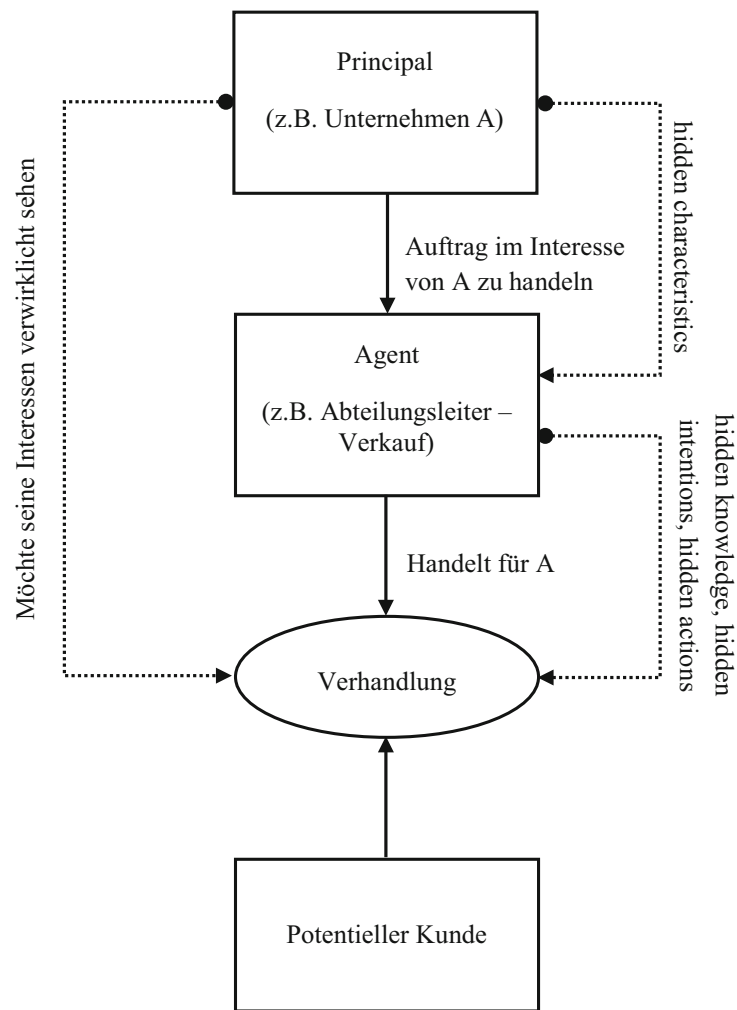 Principal
(z.B. Unternehmen A)
Möchte seine Interessen verwirklicht sehen
hidden characteristics
Auftrag im Interesse
von A zu handeln
Agent
(z.B. Abteilungsleiter –
Verkauf)
hidden knowledge, hidden
intentions, hidden actions
Handelt für A
Verhandlung
Potentieller Kunde